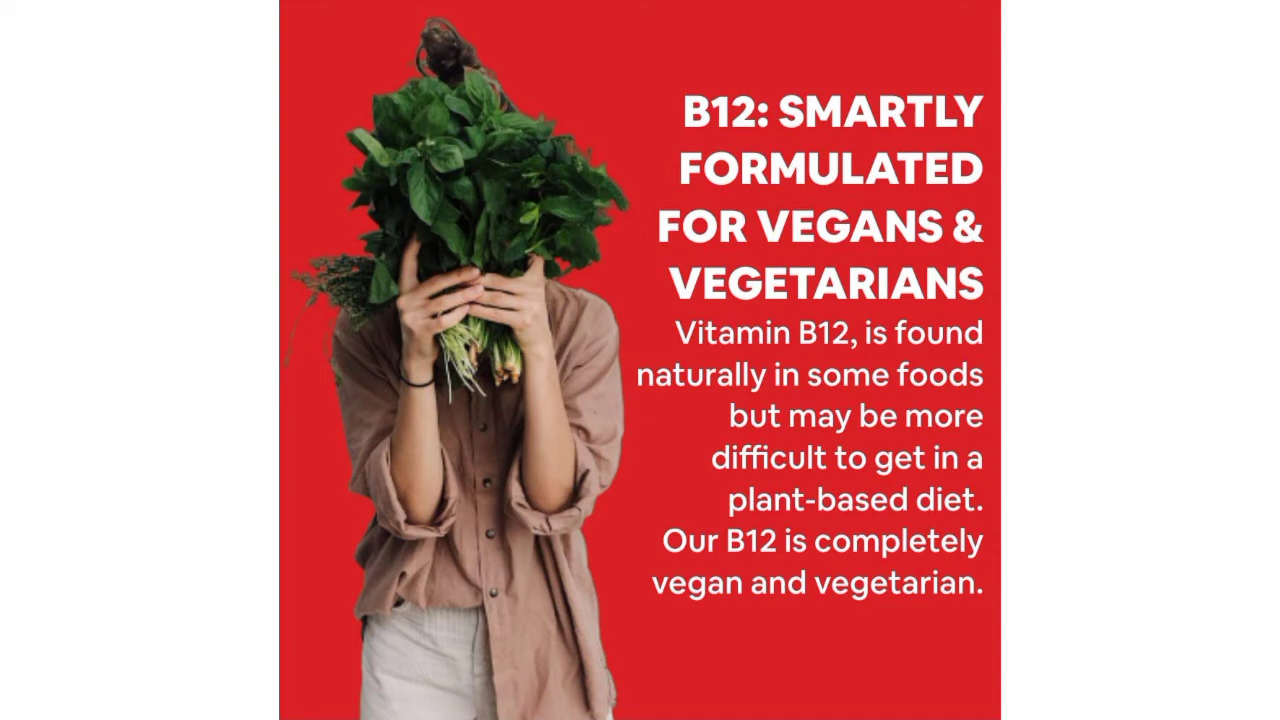 B12: SMARTLY
FORMULATED
FOR VEGANS &
VEGETARIANS
Vitamin B12, is found
naturally in some foods
but may be more
difficult to get in a
plant-based diet.
Our B12 is completely
vegan and vegetarian.